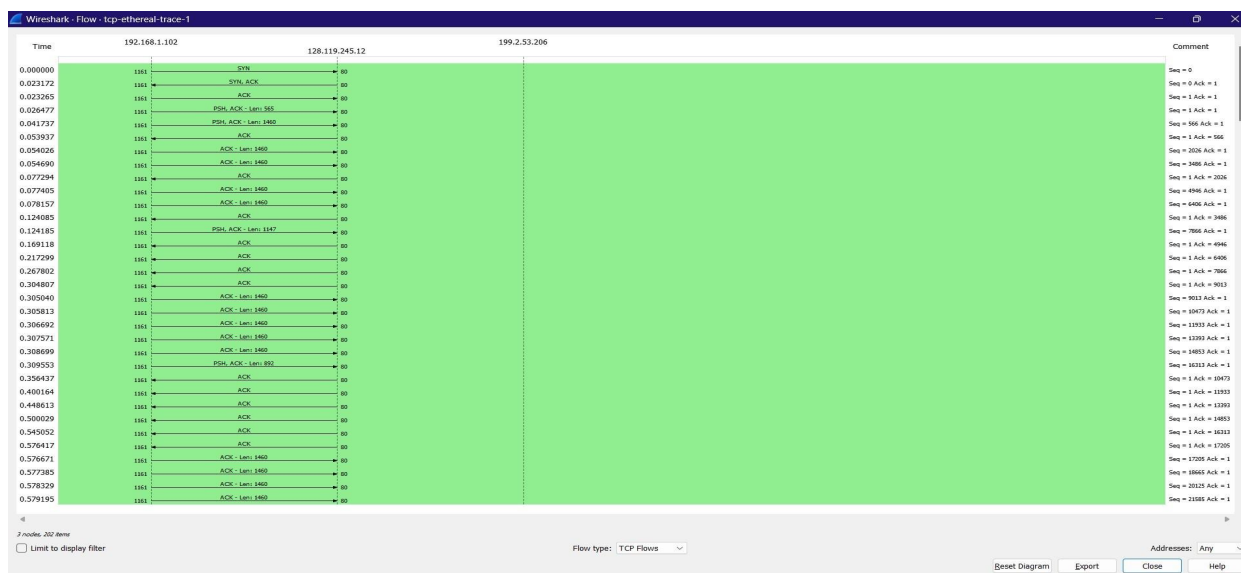 Wireshark · Flow · tcp-ethereal-trace-1
Time 192.168.1.102 128.119.245.12 199.2.53.206 Comment
0.000000 1161 SYN 80 Seq = 0
0.023172 1161 SYN, ACK 80 Seq = 0 Ack = 1
0.023265 1161 ACK 80 Seq = 1 Ack = 1
0.026477 1161 PSH, ACK - Len: 565 80 Seq = 1 Ack = 1
0.041737 1161 PSH, ACK - Len: 1460 80 Seq = 566 Ack = 1
0.053937 1161 ACK 80 Seq = 1 Ack = 566
0.054026 1161 ACK - Len: 1460 80 Seq = 2026 Ack = 1
0.054690 1161 ACK - Len: 1460 80 Seq = 3486 Ack = 1
0.077294 1161 ACK 80 Seq = 1 Ack = 2026
0.077405 1161 ACK - Len: 1460 80 Seq = 4946 Ack = 1
0.078157 1161 ACK - Len: 1460 80 Seq = 6406 Ack = 1
0.124085 1161 ACK 80 Seq = 1 Ack = 3486
0.124185 1161 PSH, ACK - Len: 1147 80 Seq = 7866 Ack = 1
0.169118 1161 ACK 80 Seq = 1 Ack = 4946
0.217299 1161 ACK 80 Seq = 1 Ack = 6406
0.267802 1161 ACK 80 Seq = 1 Ack = 7866
0.304807 1161 ACK 80 Seq = 1 Ack = 9013
0.305040 1161 ACK - Len: 1460 80 Seq = 9013 Ack = 1
0.305813 1161 ACK - Len: 1460 80 Seq = 10473 Ack = 1
0.306692 1161 ACK - Len: 1460 80 Seq = 11933 Ack = 1
0.307571 1161 ACK - Len: 1460 80 Seq = 13393 Ack = 1
0.308699 1161 ACK - Len: 1460 80 Seq = 14853 Ack = 1
0.309553 1161 PSH, ACK - Len: 892 80 Seq = 16313 Ack = 1
0.356437 1161 ACK 80 Seq = 1 Ack = 10473
0.400164 1161 ACK 80 Seq = 1 Ack = 11933
0.448613 1161 ACK 80 Seq = 1 Ack = 13393
0.500029 1161 ACK 80 Seq = 1 Ack = 14853
0.545052 1161 ACK 80 Seq = 1 Ack = 16313
0.576417 1161 ACK 80 Seq = 1 Ack = 17205
0.576671 1161 ACK - Len: 1460 80 Seq = 17205 Ack = 1
0.577385 1161 ACK - Len: 1460 80 Seq = 18665 Ack = 1
0.578329 1161 ACK - Len: 1460 80 Seq = 20125 Ack = 1
0.579195 1161 ACK - Len: 1460 80 Seq = 21585 Ack = 1
3 nodes, 202 items
Limit to display filter Flow type: TCP Flows Addresses: Any
Reset Diagram Export Close Help